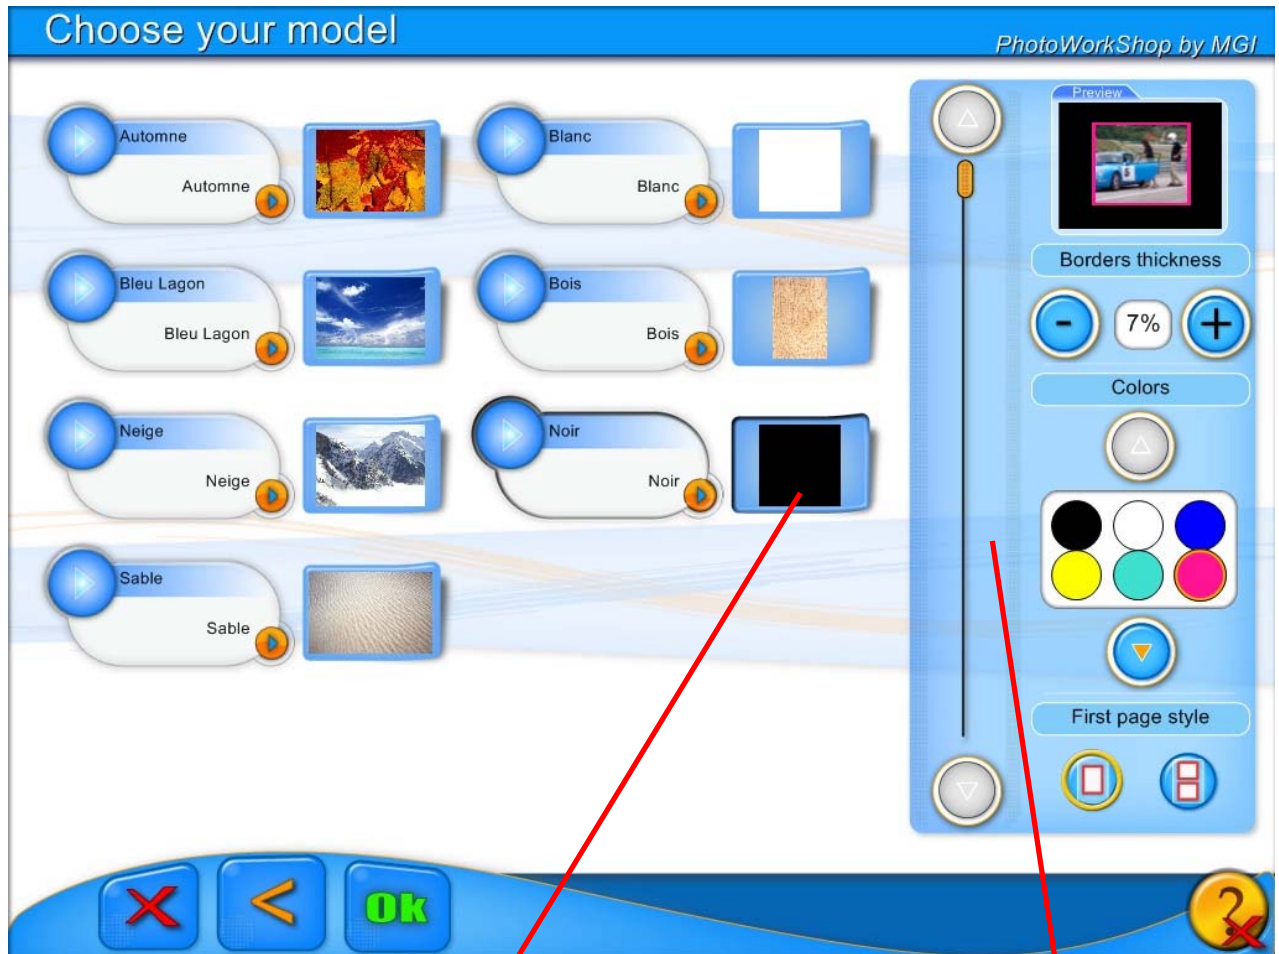 Choose your model
PhotoWorkShop by MGI
Automne
Automne
Blanc
Blanc
Bleu Lagon
Bleu Lagon
Bois
Bois
Neige
Neige
Noir
Noir
Sable
Sable
Preview
Borders thickness
- 7% +
Colors
First page style
< Ok
?